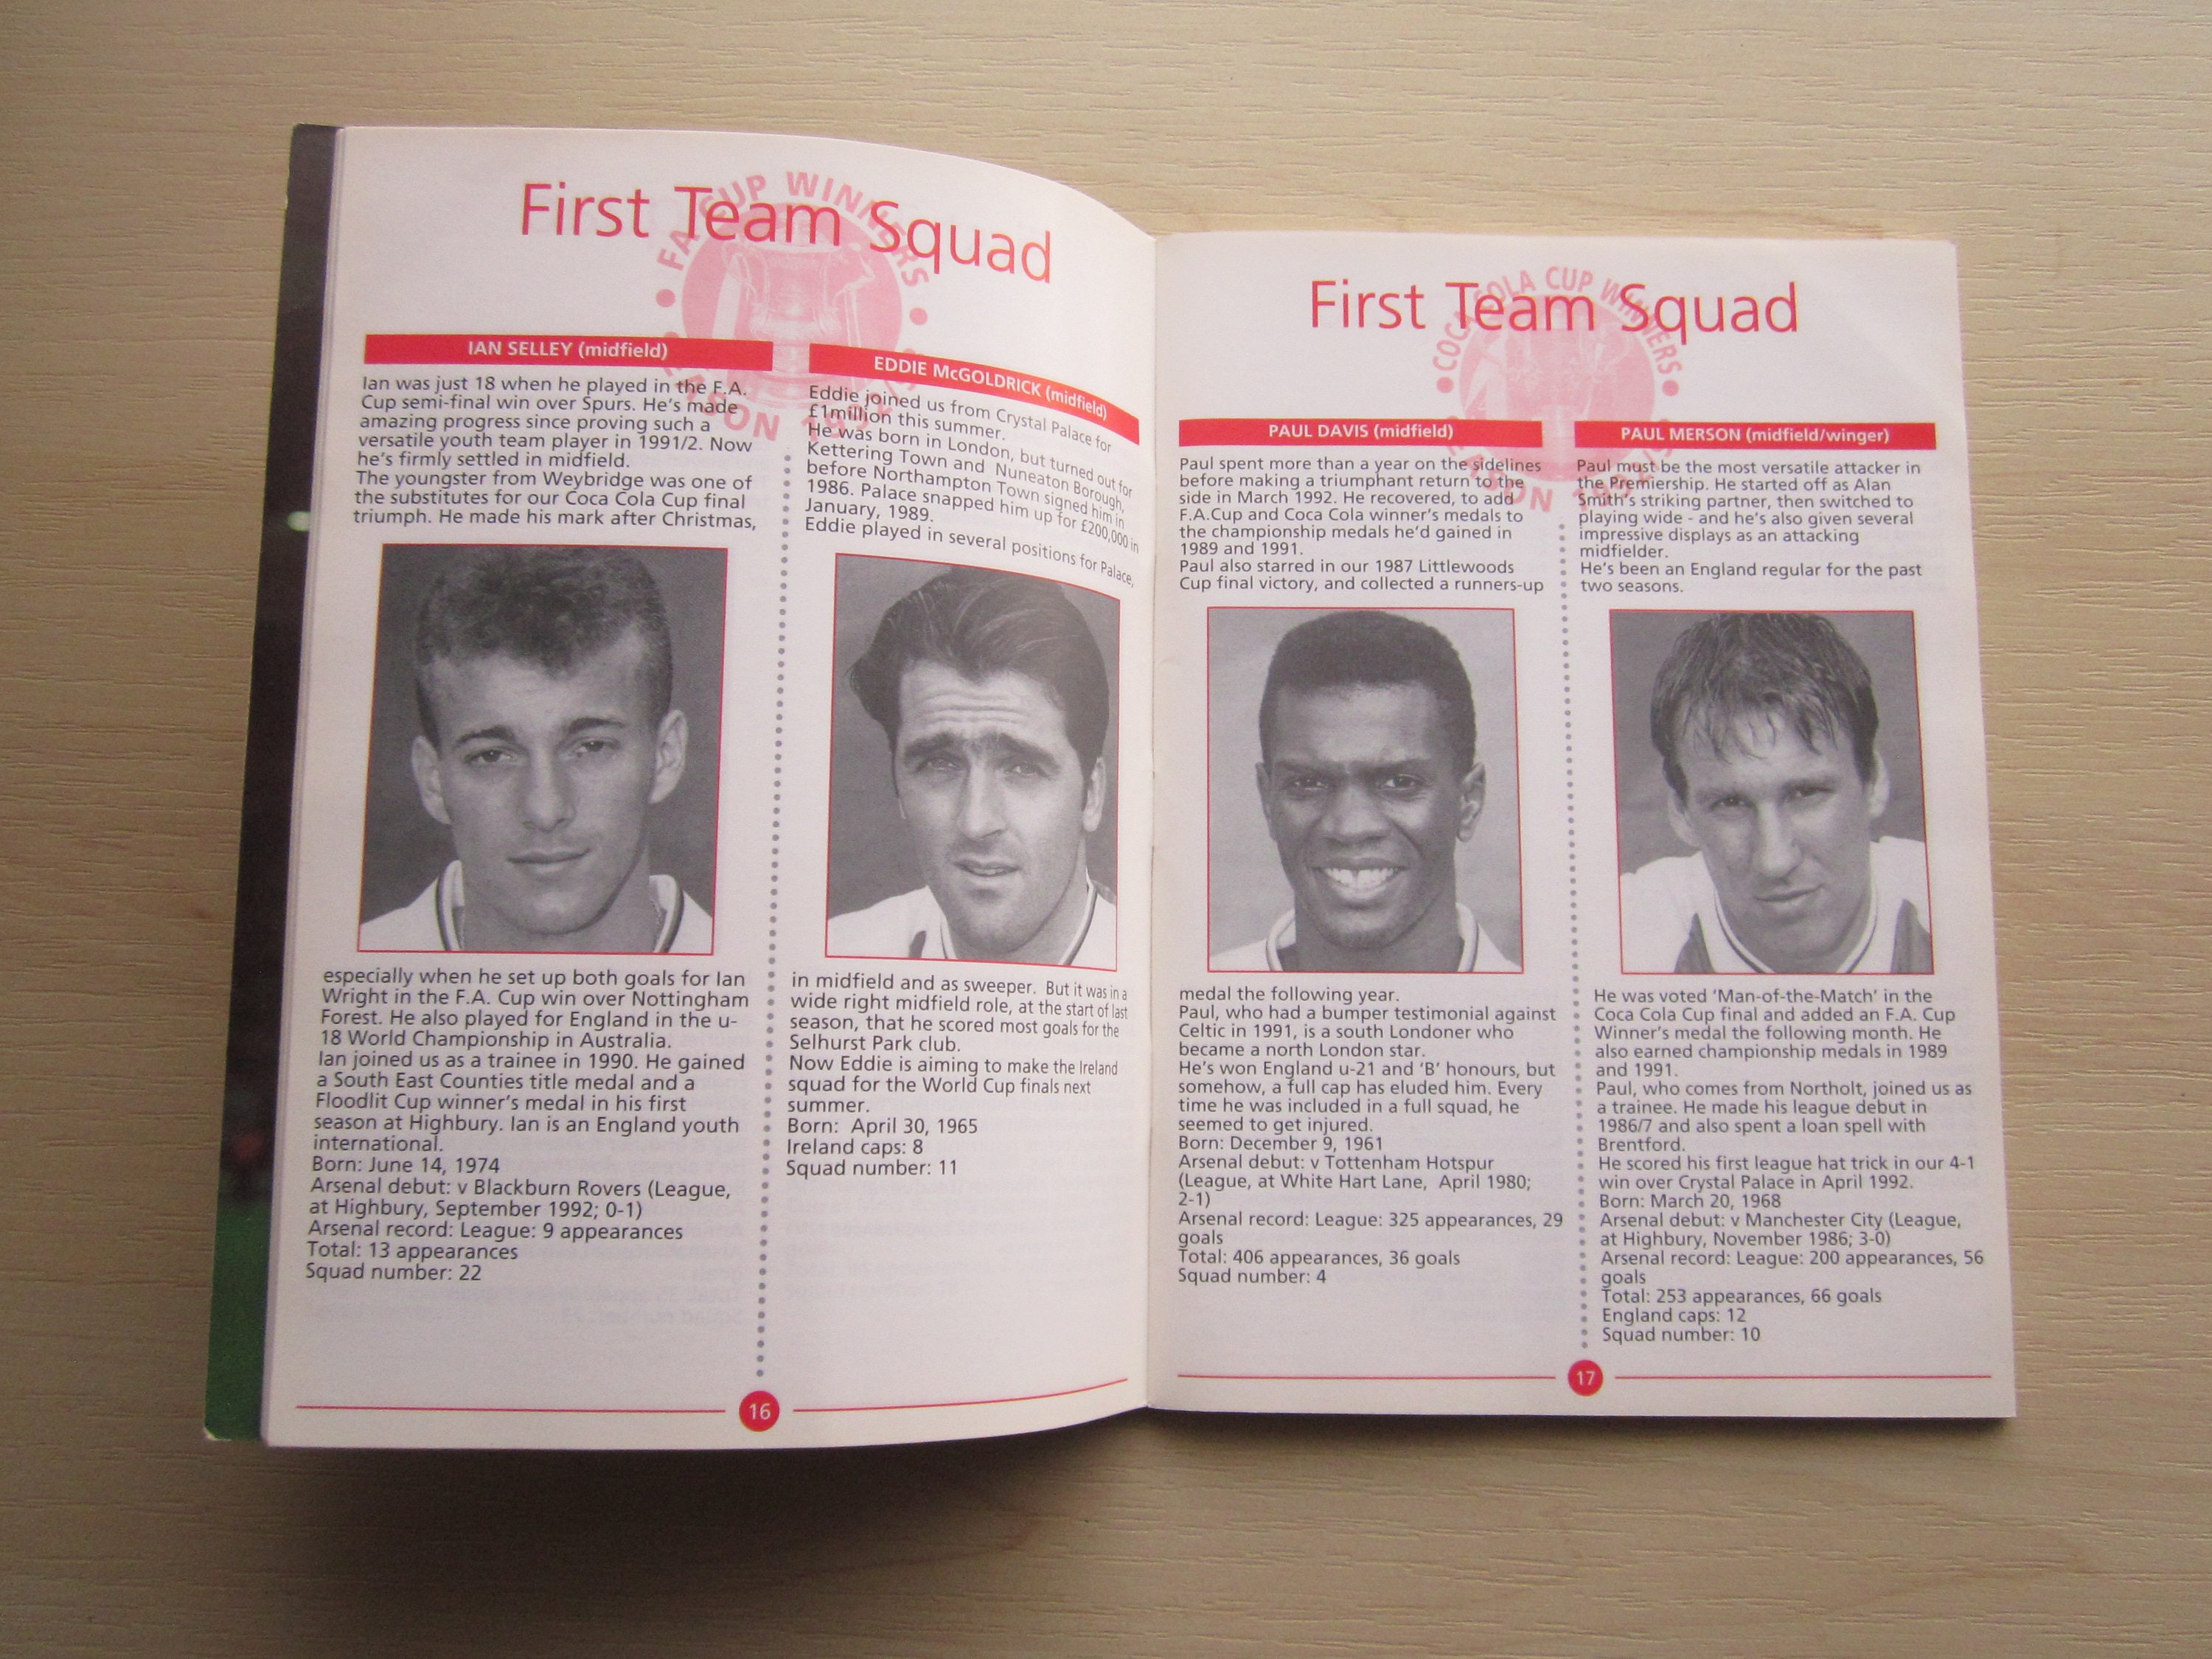 FA CUP WINNERS
First Team Squad
IAN SELLEY (midfield)
Ian was just 18 when he played in the F.A.
Cup semi-final win over Spurs. He's made
amazing progress since proving such a
versatile youth team player in 1991/2. Now
he's firmly settled in midfield.
The youngster from Weybridge was one of
the substitutes for our Coca Cola Cup final
triumph. He made his mark after Christmas,
especially when he set up both goals for Ian
Wright in the F.A. Cup win over Nottingham
Forest. He also played for England in the u-
18 World Championship in Australia.
Ian joined us as a trainee in 1990. He gained
a South East Counties title medal and a
Floodlit Cup winner's medal in his first
season at Highbury. Ian is an England youth
international.
Born: June 14, 1974
Arsenal debut: v Blackburn Rovers (League,
at Highbury, September 1992; 0-1)
Arsenal record: League: 9 appearances
Total: 13 appearances
Squad number: 22
EDDIE McGOLDRICK (midfield)
Eddie joined us from Crystal Palace for
£1million this summer.
He was born in London, but turned out for
Kettering Town and Nuneaton Borough,
before Northampton Town signed him in
1986. Palace snapped him up for £200,000 in
January, 1989.
Eddie played in several positions for Palace,
in midfield and as sweeper. But it was in a
wide right midfield role, at the start of last
season, that he scored most goals for the
Selhurst Park club.
Now Eddie is aiming to make the Ireland
squad for the World Cup finals next
summer.
Born: April 30, 1965
Ireland caps: 8
Squad number: 11
16
COCA COLA CUP WINNERS
First Team Squad
PAUL DAVIS (midfield)
Paul spent more than a year on the sidelines
before making a triumphant return to the
side in March 1992. He recovered, to add
F.A.Cup and Coca Cola winner's medals to
the championship medals he'd gained in
1989 and 1991.
Paul also starred in our 1987 Littlewoods
Cup final victory, and collected a runners-up
medal the following year.
Paul, who had a bumper testimonial against
Celtic in 1991, is a south Londoner who
became a north London star.
He's won England u-21 and 'B' honours, but
somehow, a full cap has eluded him. Every
time he was included in a full squad, he
seemed to get injured.
Born: December 9, 1961
Arsenal debut: v Tottenham Hotspur
(League, at White Hart Lane, April 1980;
2-1)
Arsenal record: League: 325 appearances, 29
goals
Total: 406 appearances, 36 goals
Squad number: 4
PAUL MERSON (midfield/winger)
Paul must be the most versatile attacker in
the Premiership. He started off as Alan
Smith's striking partner, then switched to
playing wide - and he's also given several
impressive displays as an attacking
midfielder.
He's been an England regular for the past
two seasons.
He was voted 'Man-of-the-Match' in the
Coca Cola Cup final and added an F.A. Cup
Winner's medal the following month. He
also earned championship medals in 1989
and 1991.
Paul, who comes from Northolt, joined us as
a trainee. He made his league debut in
1986/7 and also spent a loan spell with
Brentford.
He scored his first league hat trick in our 4-1
win over Crystal Palace in April 1992.
Born: March 20, 1968
Arsenal debut: v Manchester City (League,
at Highbury, November 1986; 3-0)
Arsenal record: League: 200 appearances, 56
goals
Total: 253 appearances, 66 goals
England caps: 12
Squad number: 10
17